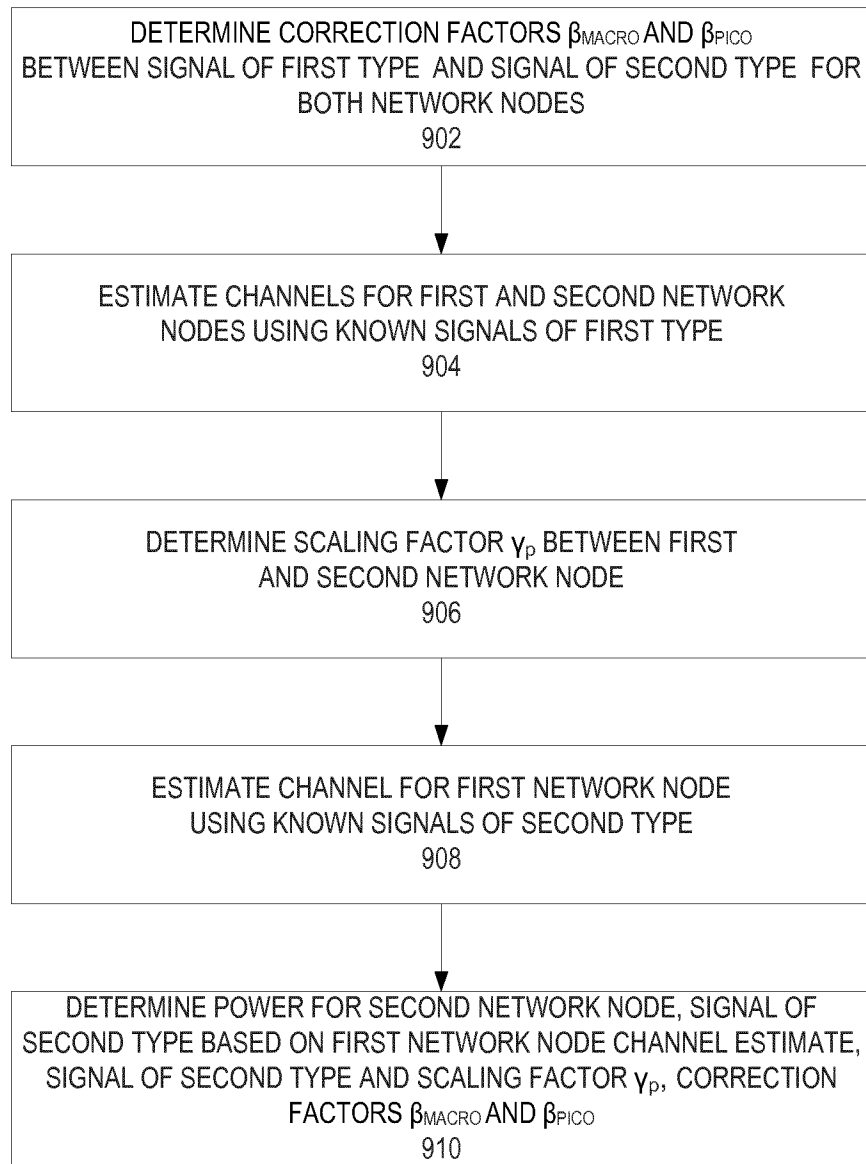 DETERMINE CORRECTION FACTORS βMACRO AND βPICO
BETWEEN SIGNAL OF FIRST TYPE AND SIGNAL OF SECOND TYPE FOR
BOTH NETWORK NODES
902
ESTIMATE CHANNELS FOR FIRST AND SECOND NETWORK
NODES USING KNOWN SIGNALS OF FIRST TYPE
904
DETERMINE SCALING FACTOR γp BETWEEN FIRST
AND SECOND NETWORK NODE
906
ESTIMATE CHANNEL FOR FIRST NETWORK NODE
USING KNOWN SIGNALS OF SECOND TYPE
908
DETERMINE POWER FOR SECOND NETWORK NODE, SIGNAL OF
SECOND TYPE BASED ON FIRST NETWORK NODE CHANNEL ESTIMATE,
SIGNAL OF SECOND TYPE AND SCALING FACTOR γp, CORRECTION
FACTORS βMACRO AND βPICO
910